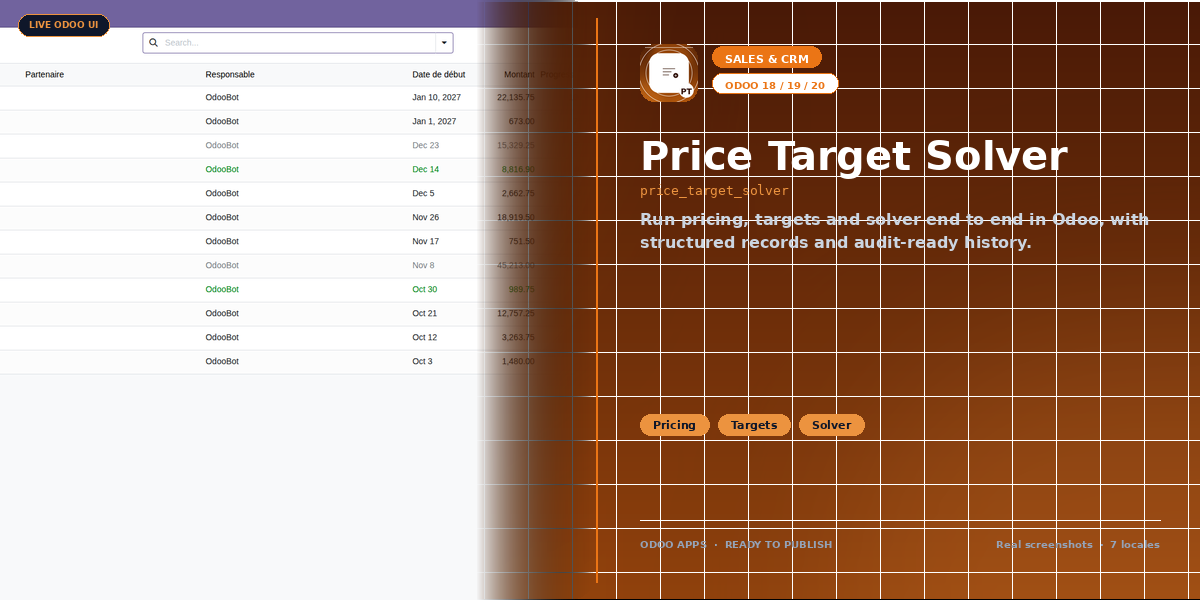 LIVE ODOO UI
Search...
Partenaire Responsable Date de début Montant
OdooBot Jan 10, 2027 22,135.75
OdooBot Jan 1, 2027 673.00
OdooBot Dec 23 15,329.25
OdooBot Dec 14 8,816.90
OdooBot Dec 5 2,662.75
OdooBot Nov 26 18,919.50
OdooBot Nov 17 751.50
OdooBot Nov 8 45,213.00
OdooBot Oct 30 989.75
OdooBot Oct 21 12,757.25
OdooBot Oct 12 3,263.75
OdooBot Oct 3 1,480.00
PT
SALES & CRM
ODOO 18 / 19 / 20
Price Target Solver
price_target_solver
Run pricing, targets and solver end to end in Odoo, with
structured records and audit-ready history.
Pricing Targets Solver
ODOO APPS · READY TO PUBLISH
Real screenshots · 7 locales